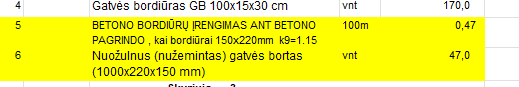 4 Gatvės bordiūras GB 100x15x30 cm vnt 170,0
5 BETONO BORDIŪRŲ ĮRENGIMAS ANT BETONO 100m 0,47
PAGRINDO , kai bordiūrai 150x220mm k9=1.15
6 Nuožulnus (nužemintas) gatvės bortas vnt 47,0
(1000x220x150 mm)